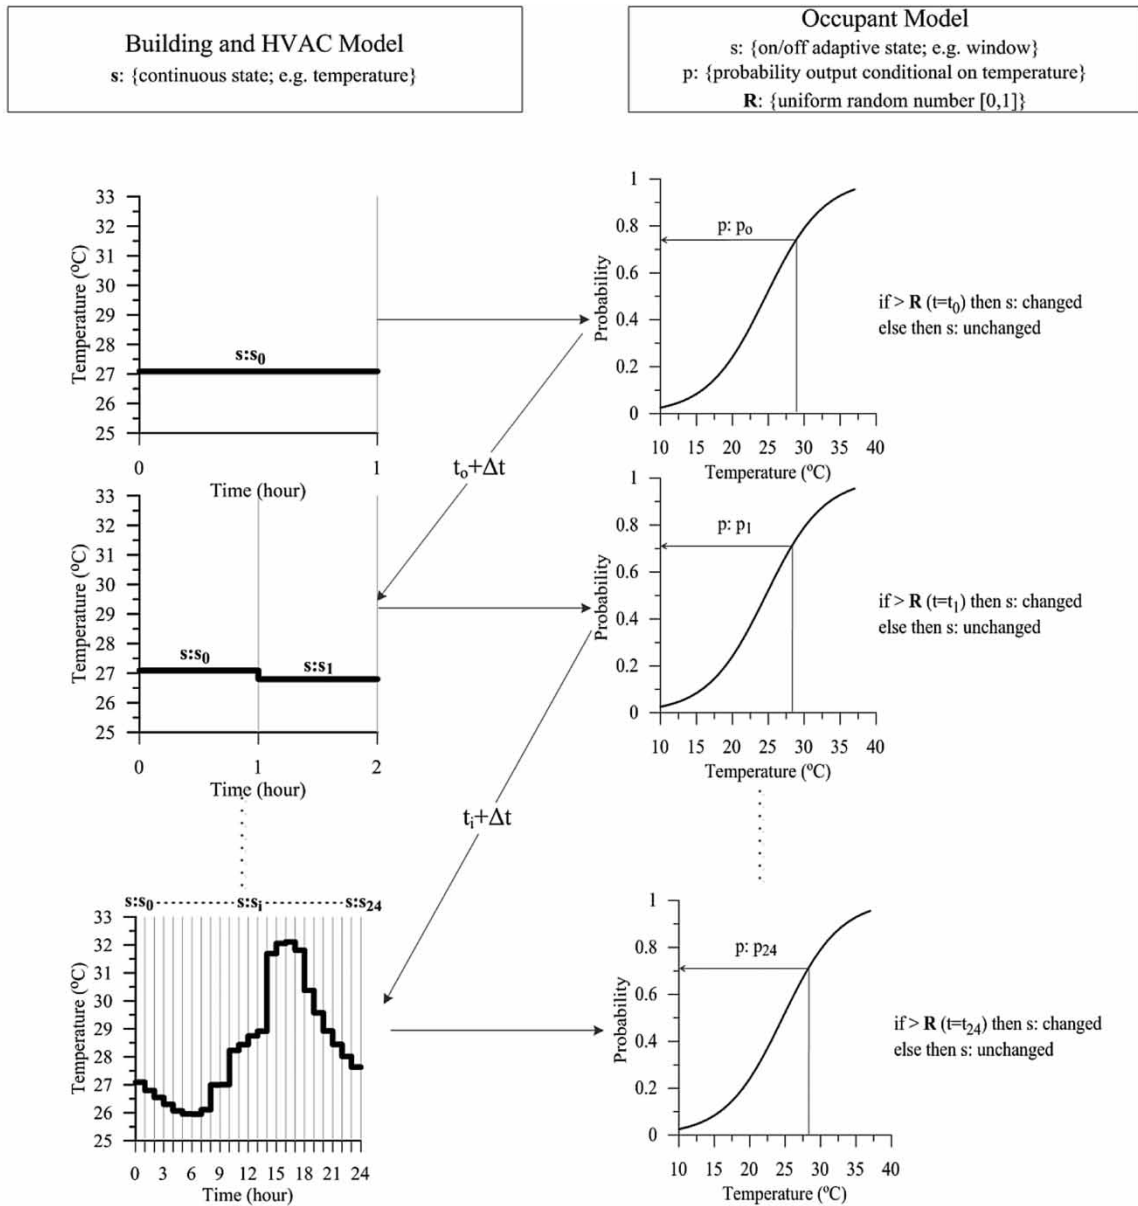 Building and HVAC Model
s: {continuous state; e.g. temperature}
Occupant Model
s: {on/off adaptive state; e.g. window}
p: {probability output conditional on temperature}
R: {uniform random number [0,1]}
33
32
31
30
29
28
27
26
25
Temperature (ºC)
s:s0
0 1
Time (hour)
1
0.8
0.6
0.4
0.2
0
Probability
p: po
10 15 20 25 30 35 40
Temperature (ºC)
if > R (t=t0) then s: changed
else then s: unchanged
to+Δt
33
32
31
30
29
28
27
26
25
Temperature (ºC)
s:s0 s:s1
0 1 2
Time (hour)
1
0.8
0.6
0.4
0.2
0
Probability
p: p1
10 15 20 25 30 35 40
Temperature (ºC)
if > R (t=t1) then s: changed
else then s: unchanged
ti+Δt
s:s0 s:si s:s24
33
32
31
30
29
28
27
26
25
Temperature (ºC)
0 3 6 9 12 15 18 21 24
Time (hour)
1
0.8
0.6
0.4
0.2
0
Probability
p: p24
10 15 20 25 30 35 40
Temperature (ºC)
if > R (t=t24) then s: changed
else then s: unchanged